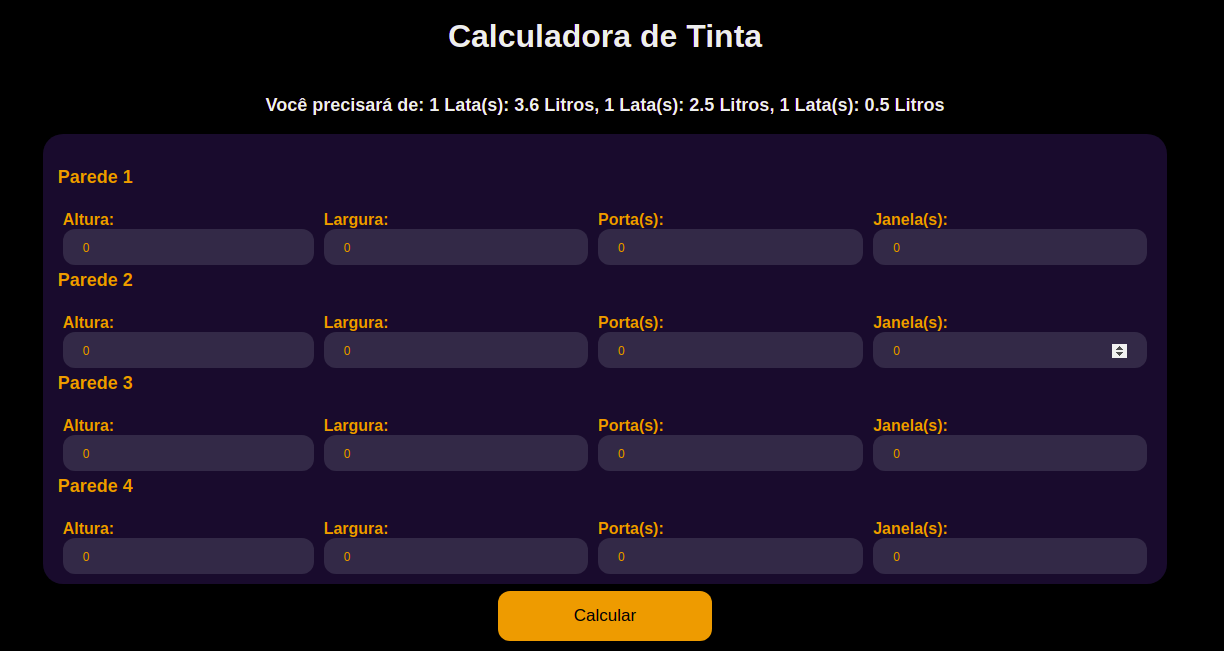 Calculadora de Tinta
Você precisará de: 1 Lata(s): 3.6 Litros, 1 Lata(s): 2.5 Litros, 1 Lata(s): 0.5 Litros
Parede 1
Altura: Largura: Porta(s): Janela(s):
0 0 0 0
Parede 2
Altura: Largura: Porta(s): Janela(s):
0 0 0 0
Parede 3
Altura: Largura: Porta(s): Janela(s):
0 0 0 0
Parede 4
Altura: Largura: Porta(s): Janela(s):
0 0 0 0
Calcular